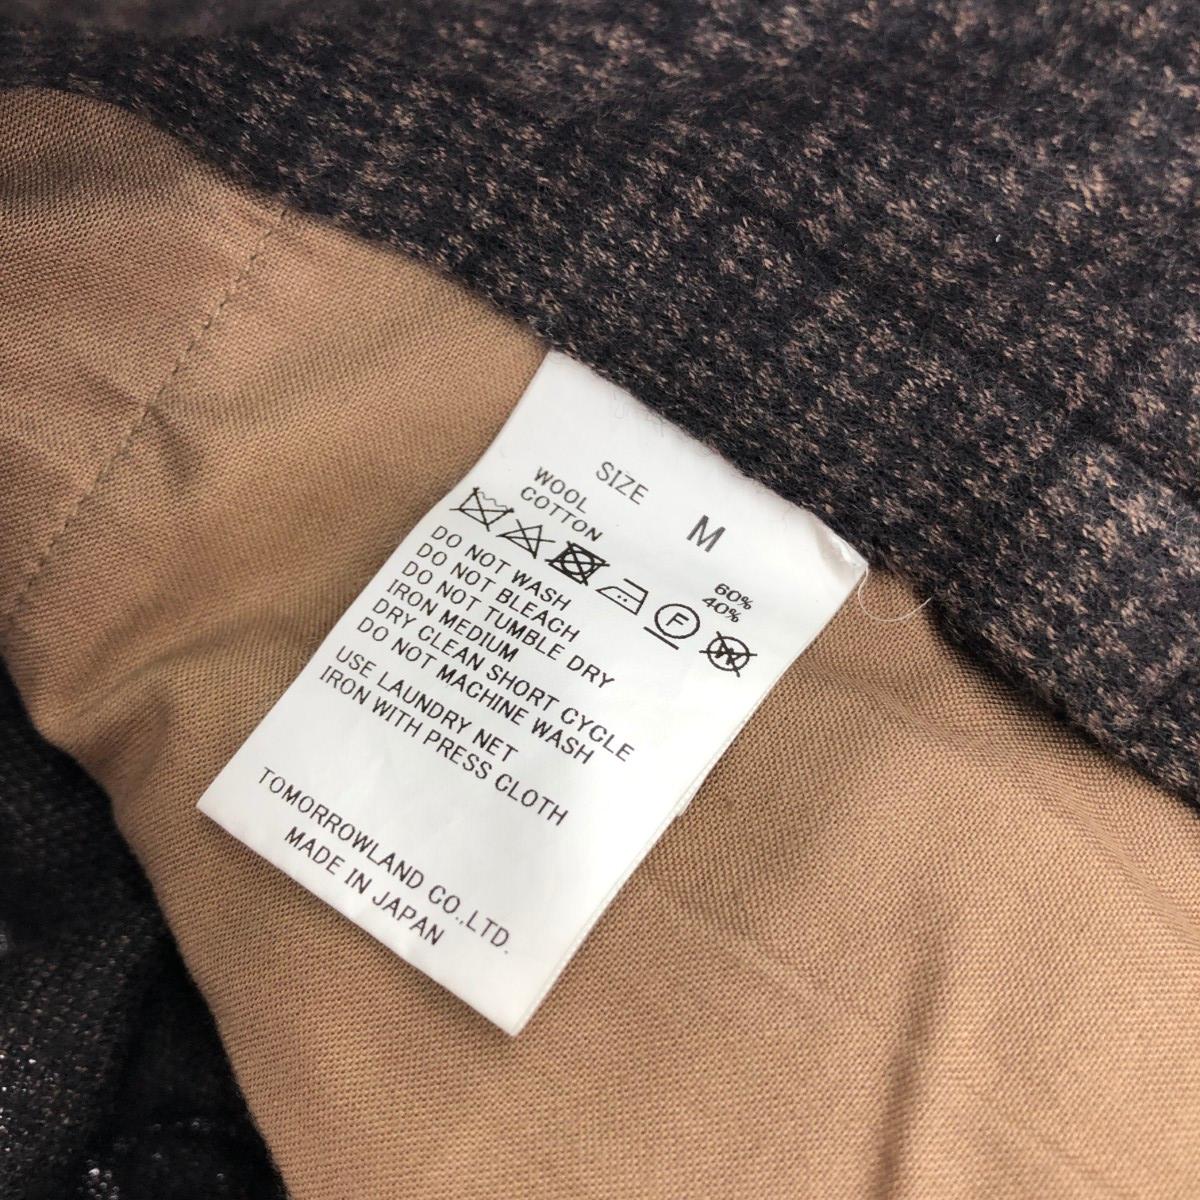 SIZE M
WOOL 60%
COTTON 40%
F W
DO NOT WASH
DO NOT BLEACH
DO NOT TUMBLE DRY
IRON MEDIUM
DRY CLEAN SHORT CYCLE
DO NOT MACHINE WASH
USE LAUNDRY NET
IRON WITH PRESS CLOTH
TOMORROWLAND CO.,LTD.
MADE IN JAPAN